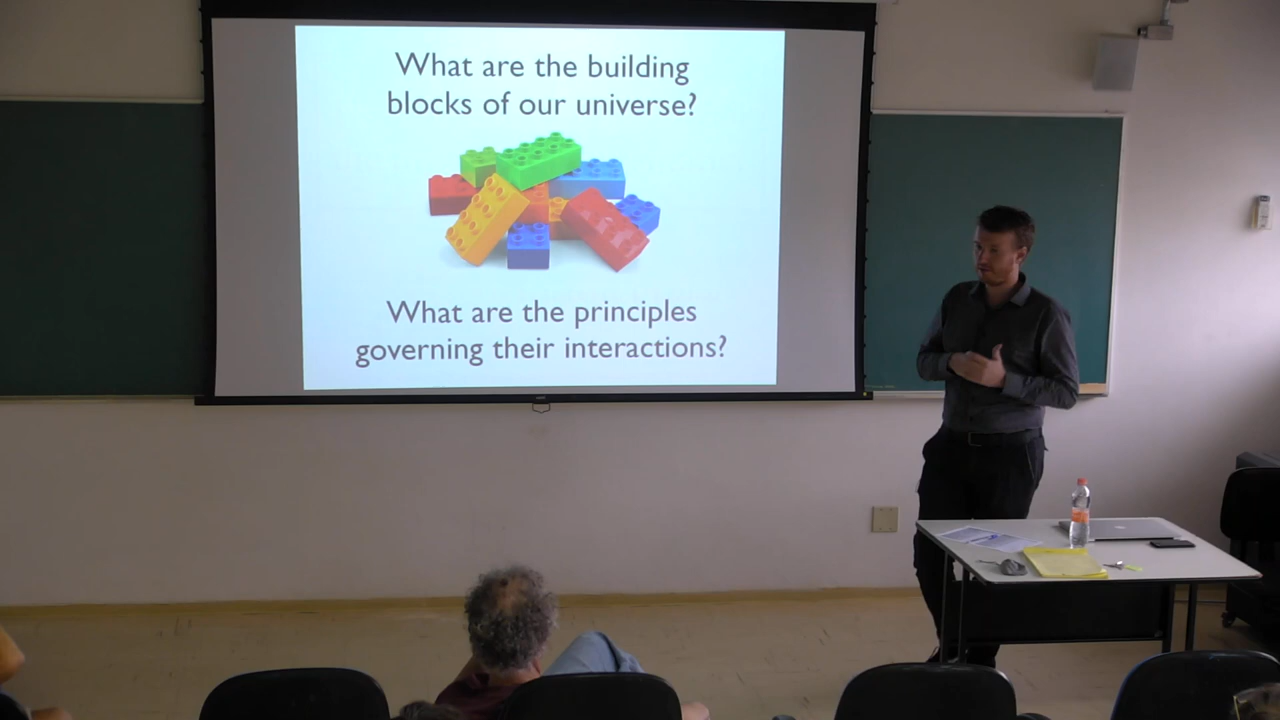 What are the building
blocks of our universe?
What are the principles
governing their interactions?